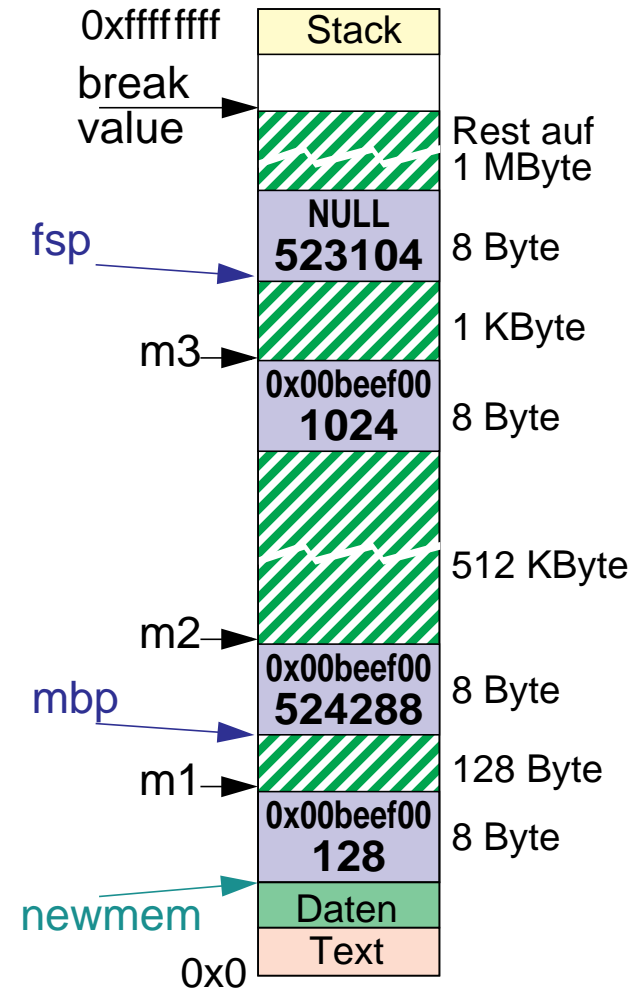 0xffffffff
Stack
break
value
Rest auf
1 MByte
NULL
523104
8 Byte
fsp
1 KByte
m3
0x00beef00
1024
8 Byte
512 KByte
m2
0x00beef00
524288
8 Byte
mbp
128 Byte
m1
0x00beef00
128
8 Byte
newmem
Daten
Text
0x0